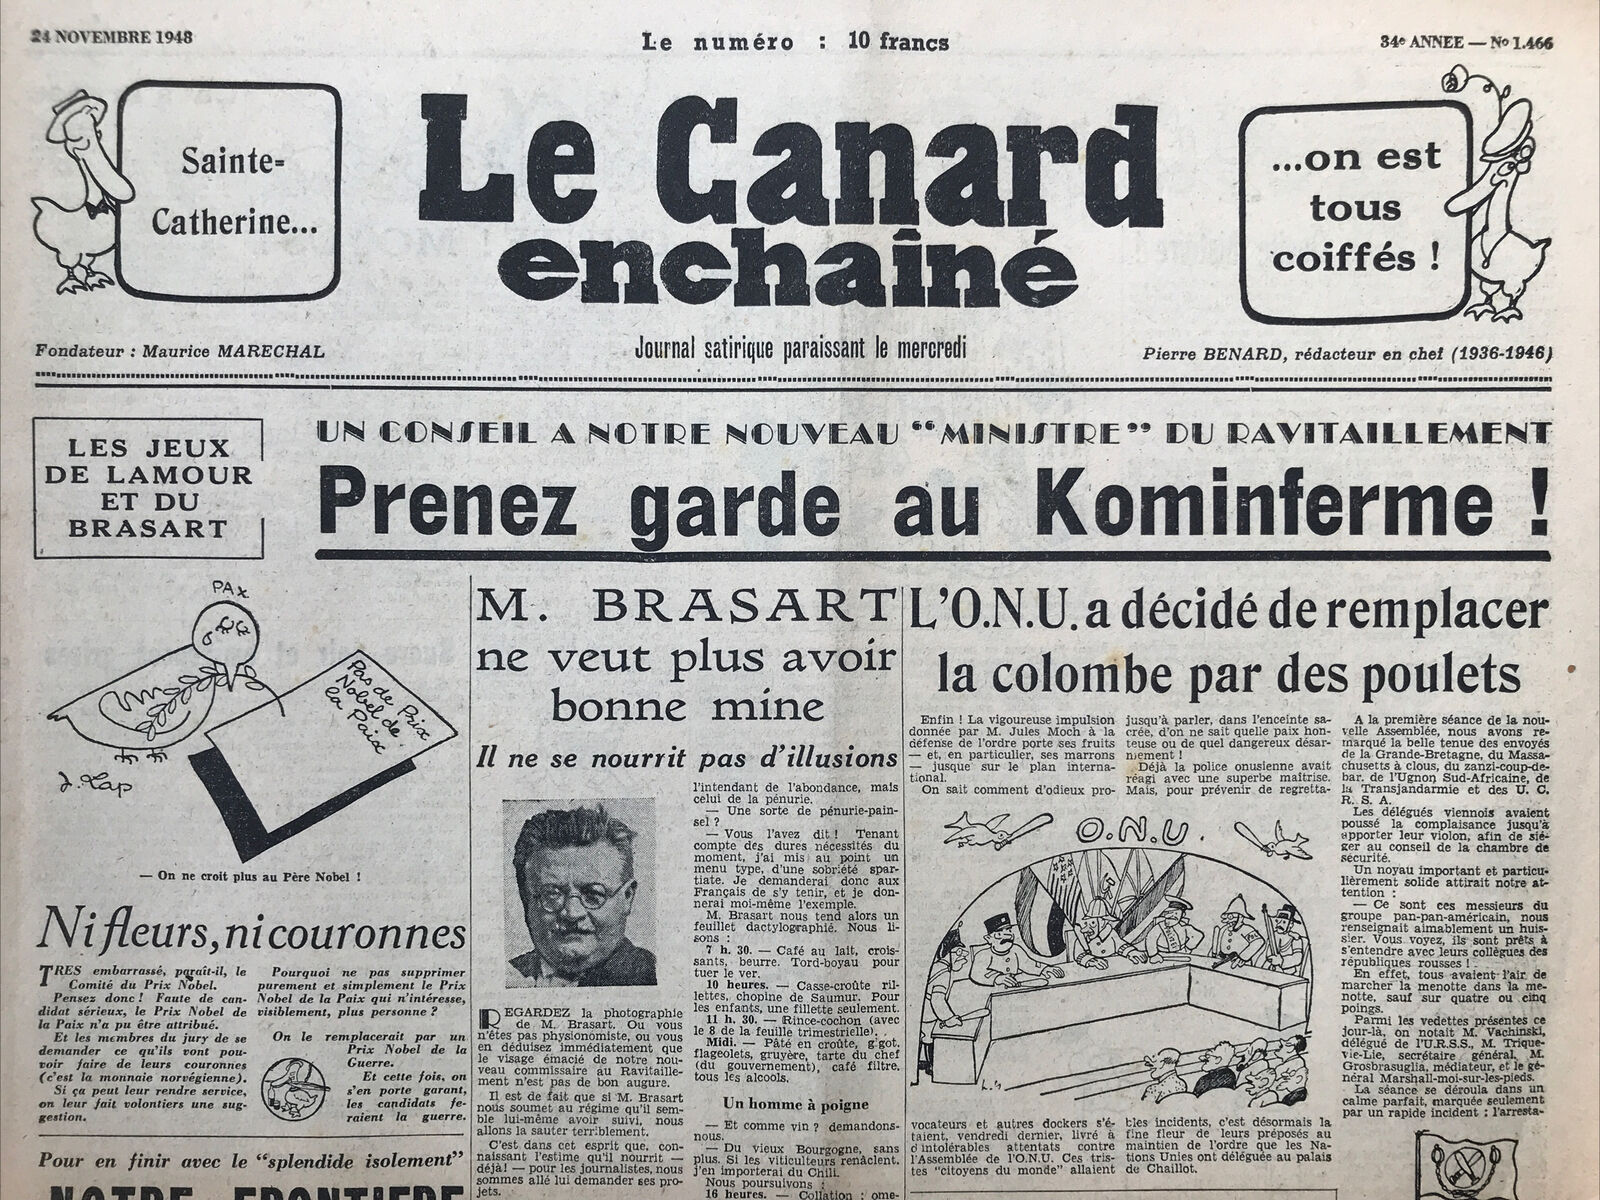 24 NOVEMBRE 1948
Le numéro : 10 francs
34e ANNEE — No 1.466
Sainte-
Catherine...
Le Canard
enchaîné
...on est
tous
coiffés !
Fondateur : Maurice MARECHAL
Journal satirique paraissant le mercredi
Pierre BENARD, rédacteur en chef (1936-1946)
LES JEUX
DE LAMOUR
ET DU
BRASART
UN CONSEIL A NOTRE NOUVEAU “MINISTRE” DU RAVITAILLEMENT
Prenez garde au Kominferme !
PAX
Pas de Prix
Nobel de
la Paix
J. Lap
— On ne croit plus au Père Nobel !
Ni fleurs, ni couronnes
TRES embarrassé, paraît-il, le
Comité du Prix Nobel.
Pensez donc ! Faute de can-
didat sérieux, le Prix Nobel de
la Paix n'a pu être attribué.
Et les membres du jury de se
demander ce qu'ils vont pou-
voir faire de leurs couronnes
(c'est la monnaie norvégienne).
Si ça peut leur rendre service,
on leur fait volontiers une sug-
gestion.
Pourquoi ne pas supprimer
purement et simplement le Prix
Nobel de la Paix qui n'intéresse,
visiblement, plus personne ?
On le remplacerait par un
Prix Nobel de la
Guerre.
Et cette fois, on
s'en porte garant,
les candidats fe-
raient la guerre.
Pour en finir avec le “splendide isolement”
NOTRE FRONTIERE
M. BRASART
ne veut plus avoir
bonne mine
Il ne se nourrit pas d'illusions
REGARDEZ la photographie
de M. Brasart. Ou vous
n'êtes pas physionomiste, ou vous
en déduisez immédiatement que
le visage émacié de notre nou-
veau commissaire au Ravitaille-
ment n'est pas de bon augure.
Il est de fait que si M. Brasart
nous soumet au régime qu'il sem-
ble lui-même avoir suivi, nous
allons la sauter terriblement.
C'est dans cet esprit que, con-
naissant l'estime qu'il nourrit —
déjà! — pour les journalistes, nous
sommes allé lui demander ses pro-
jets.
l'intendant de l'abondance, mais
celui de la pénurie.
— Une sorte de pénurie-pain-
sel ?
— Vous l'avez dit ! Tenant
compte des dures nécessités du
moment, j'ai mis au point un
menu type, d'une sobriété spar-
tiate. Je demanderai donc aux
Français de s'y tenir, et je don-
nerai moi-même l'exemple.
M. Brasart nous tend alors un
feuillet dactylographié. Nous li-
sons :
7 h. 30. — Café au lait, crois-
sants, beurre. Tord-boyau pour
tuer le ver.
10 heures. — Casse-croûte ril-
lettes, chopine de Saumur. Pour
les enfants, une fillette seulement.
11 h. 30. — Rince-cochon (avec
le 8 de la feuille trimestrielle).
Midi. — Pâté en croûte, gigot,
flageolets, gruyère, tarte du chef
(du gouvernement), café filtre,
tous les alcools.
Un homme à poigne
— Et comme vin ? demandons-
nous.
— Du vieux Bourgogne, sans
plus. Si les viticulteurs renâclent,
j'en importerai du Chili.
Nous poursuivons :
16 heures. — Collation : ome-
L'O.N.U. a décidé de remplacer
la colombe par des poulets
Enfin ! La vigoureuse impulsion
donnée par M. Jules Moch à la
défense de l'ordre porte ses fruits
— et, en particulier, ses marrons
— jusque sur le plan interna-
tional.
On sait comment d'odieux pro-
jusqu'à parler, dans l'enceinte sa-
crée, d'on ne sait quelle paix hon-
teuse ou de quel dangereux désar-
mement !
Déjà la police onusienne avait
réagi avec une superbe maîtrise.
Mais, pour prévenir de regretta-
O.N.U.
vocateurs et autres dockers s'é-
taient, vendredi dernier, livré à
d'intolérables attentats contre
l'Assemblée de l'O.N.U. Ces tris-
tes “citoyens du monde” allaient
bles incidents, c'est désormais la
fine fleur de leurs préposés au
maintien de l'ordre que les Na-
tions Unies ont déléguée au palais
de Chaillot.
A la première séance de la nou-
velle Assemblée, nous avons re-
marqué la belle tenue des envoyés
de la Grande-Bretagne, du Massa-
chusetts à clous, du zanzi-coup-de-
bar, de l'Ugnon Sud-Africaine, de
la Transjandarmie et des U. C.
R. S. A.
Les délégués viennois avaient
poussé la complaisance jusqu'à
apporter leur violon, afin de sié-
ger au conseil de la chambre de
sécurité.
Un noyau important et particu-
lièrement solide attirait notre at-
tention :
— Ce sont ces messieurs du
groupe pan-pan-américain, nous
renseignait aimablement un huis-
sier. Vous voyez, ils sont prêts à
s'entendre avec leurs collègues des
républiques rousses !
En effet, tous avaient l'air de
marcher la menotte dans la me-
notte, sauf sur quatre ou cinq
poings.
Parmi les vedettes présentes ce
jour-là, on notait M. Vachinski,
délégué de l'U.R.S.S., M. Trique-
vie-Lie, secrétaire général, M.
Grosbrasuglia, médiateur, et le gé-
néral Marshall-moi-sur-les-pieds.
La séance se déroula dans un
calme parfait, marquée seulement
par un rapide incident : l'arresta-